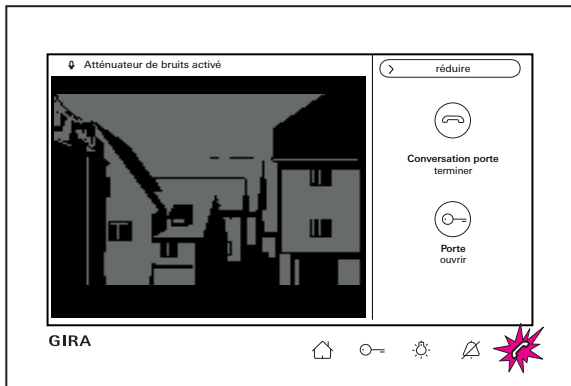 Atténuateur de bruits activé
réduire
Conversation porte
terminer
Porte
ouvrir
GIRA